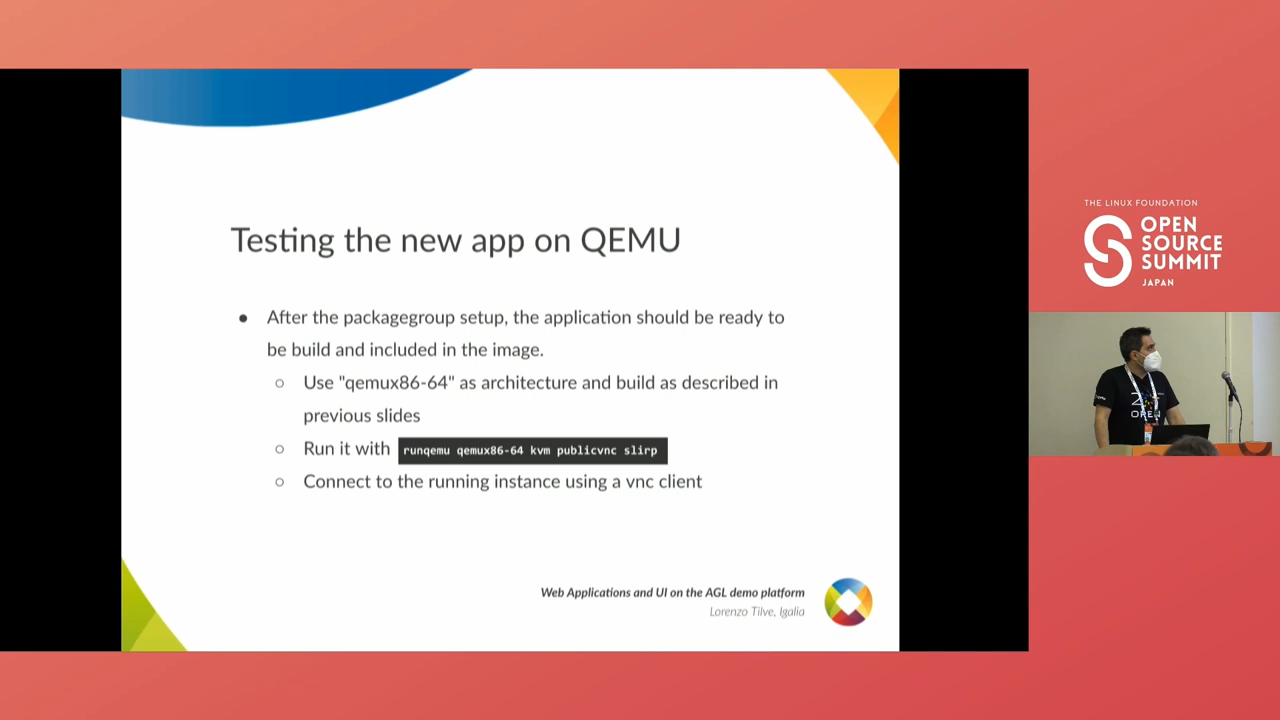 Testing the new app on QEMU
● After the packagegroup setup, the application should be ready to
be build and included in the image.
○ Use "qemux86-64" as architecture and build as described in
previous slides
○ Run it with runqemu qemux86-64 kvm publicvnc slirp
○ Connect to the running instance using a vnc client
Web Applications and UI on the AGL demo platform
Lorenzo Tilve, Igalia
THE LINUX FOUNDATION
OPEN
SOURCE
SUMMIT
JAPAN